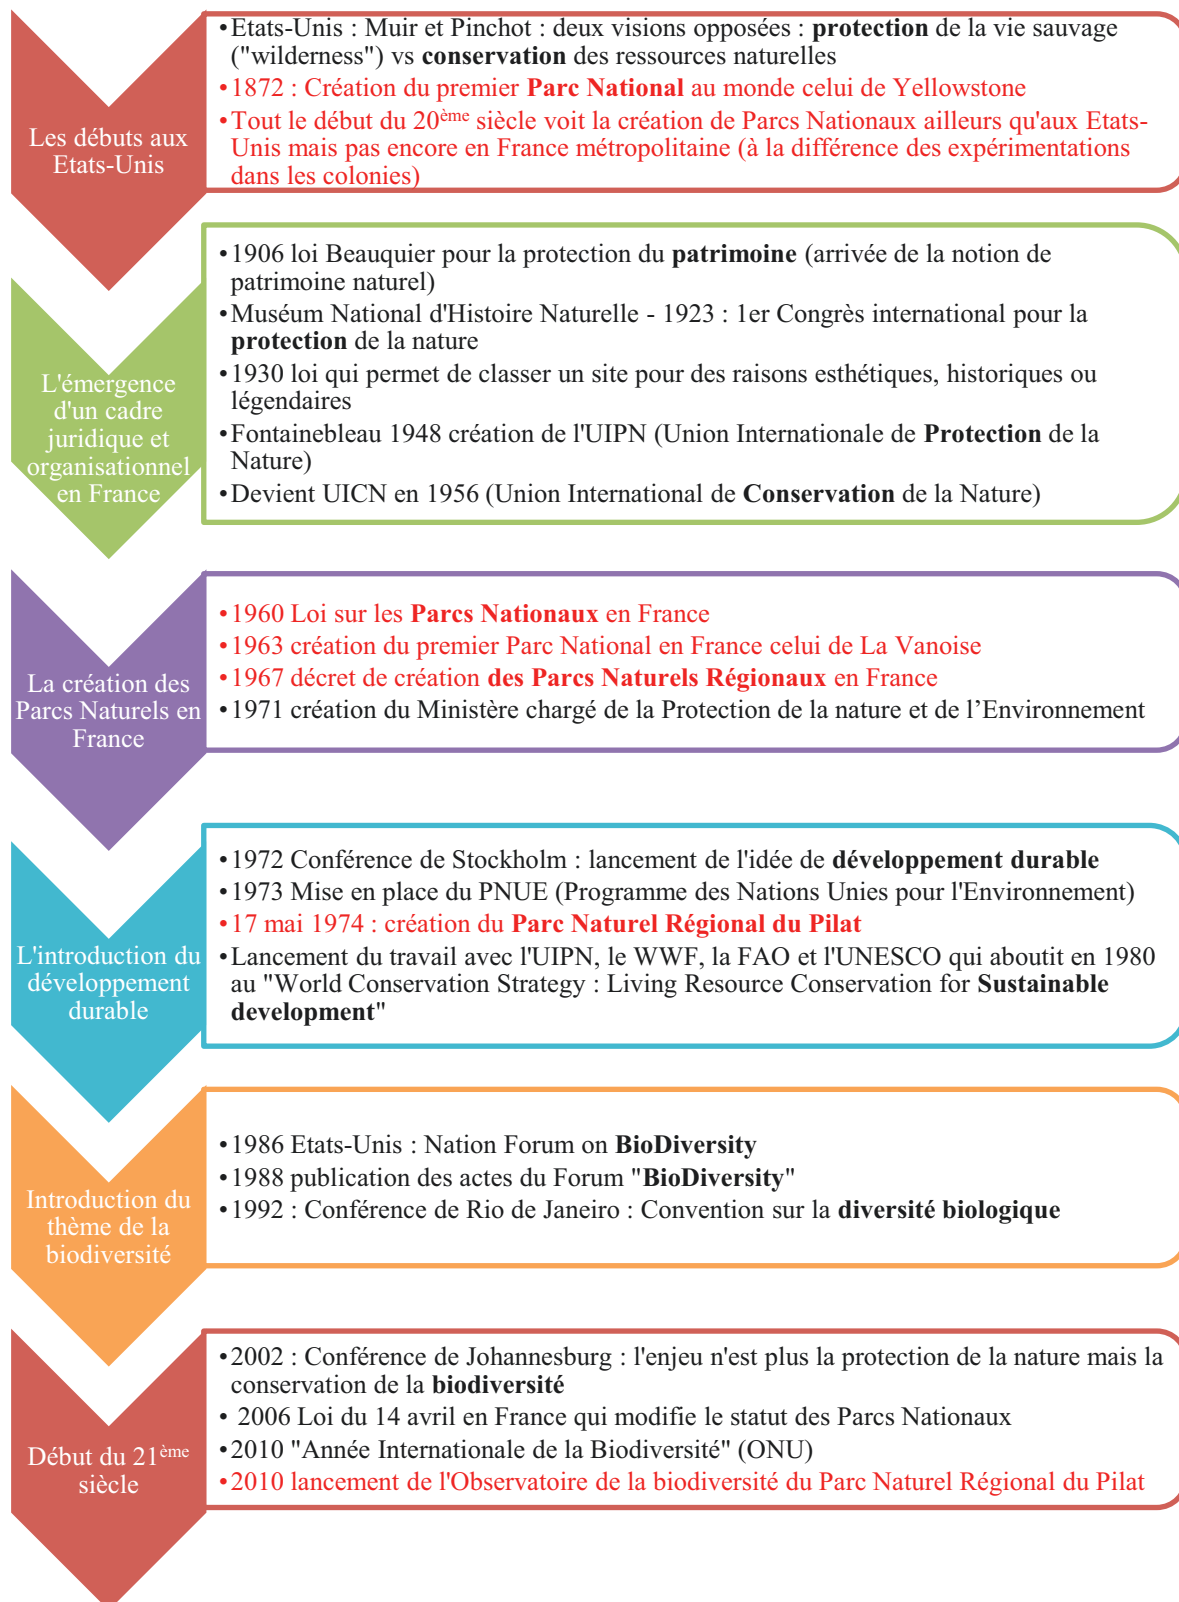 Les débuts aux
Etats-Unis
•Etats-Unis : Muir et Pinchot : deux visions opposées : protection de la vie sauvage
("wilderness") vs conservation des ressources naturelles
•1872 : Création du premier Parc National au monde celui de Yellowstone
•Tout le début du 20ème siècle voit la création de Parcs Nationaux ailleurs qu'aux Etats-
Unis mais pas encore en France métropolitaine (à la différence des expérimentations
dans les colonies)
L'émergence
d'un cadre
juridique et
organisationnel
en France
•1906 loi Beauquier pour la protection du patrimoine (arrivée de la notion de
patrimoine naturel)
•Muséum National d'Histoire Naturelle - 1923 : 1er Congrès international pour la
protection de la nature
•1930 loi qui permet de classer un site pour des raisons esthétiques, historiques ou
légendaires
•Fontainebleau 1948 création de l'UIPN (Union Internationale de Protection de la
Nature)
•Devient UICN en 1956 (Union International de Conservation de la Nature)
La création des
Parcs Naturels en
France
•1960 Loi sur les Parcs Nationaux en France
•1963 création du premier Parc National en France celui de La Vanoise
•1967 décret de création des Parcs Naturels Régionaux en France
•1971 création du Ministère chargé de la Protection de la nature et de l’Environnement
L'introduction du
développement
durable
•1972 Conférence de Stockholm : lancement de l'idée de développement durable
•1973 Mise en place du PNUE (Programme des Nations Unies pour l'Environnement)
•17 mai 1974 : création du Parc Naturel Régional du Pilat
•Lancement du travail avec l'UIPN, le WWF, la FAO et l'UNESCO qui aboutit en 1980
au "World Conservation Strategy : Living Resource Conservation for Sustainable
development"
Introduction du
thème de la
biodiversité
•1986 Etats-Unis : Nation Forum on BioDiversity
•1988 publication des actes du Forum "BioDiversity"
•1992 : Conférence de Rio de Janeiro : Convention sur la diversité biologique
Début du 21ème
siècle
•2002 : Conférence de Johannesburg : l'enjeu n'est plus la protection de la nature mais la
conservation de la biodiversité
• 2006 Loi du 14 avril en France qui modifie le statut des Parcs Nationaux
•2010 "Année Internationale de la Biodiversité" (ONU)
•2010 lancement de l'Observatoire de la biodiversité du Parc Naturel Régional du Pilat